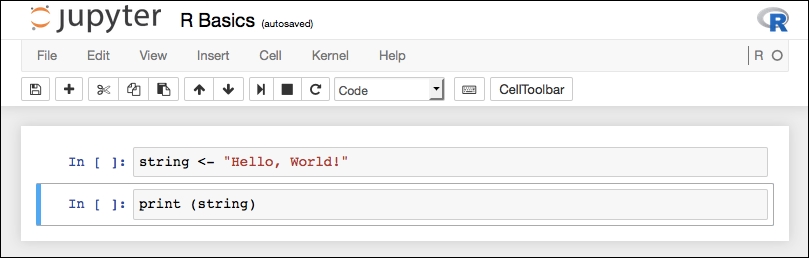 jupyter R Basics (autosaved) R
File Edit View Insert Cell Kernel Help R
Code CellToolbar
In [ ]: string <- "Hello, World!"
In [ ]: print (string)